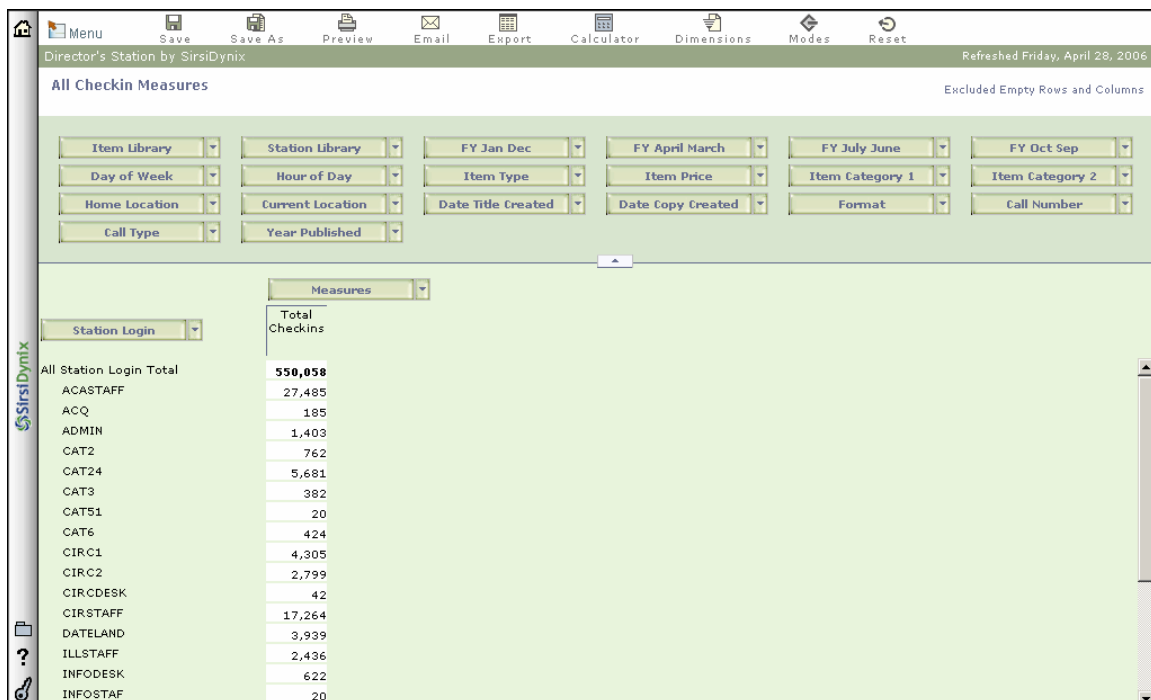 Menu Save Save As Preview Email Export Calculator Dimensions Modes Reset
Director's Station by SirsiDynix Refreshed Friday, April 28, 2006
All Checkin Measures Excluded Empty Rows and Columns
Item Library Station Library FY Jan Dec FY April March FY July June FY Oct Sep
Day of Week Hour of Day Item Type Item Price Item Category 1 Item Category 2
Home Location Current Location Date Title Created Date Copy Created Format Call Number
Call Type Year Published
Measures
Total
Checkins
Station Login
All Station Login Total 550,058
ACASTAFF 27,485
ACQ 185
ADMIN 1,403
CAT2 762
CAT24 5,681
CAT3 382
CAT51 20
CAT6 424
CIRC1 4,305
CIRC2 2,799
CIRCDESK 42
CIRSTAFF 17,264
DATELAND 3,939
ILLSTAFF 2,436
INFODESK 622
INFOSTAF 20
SirsiDynix
?